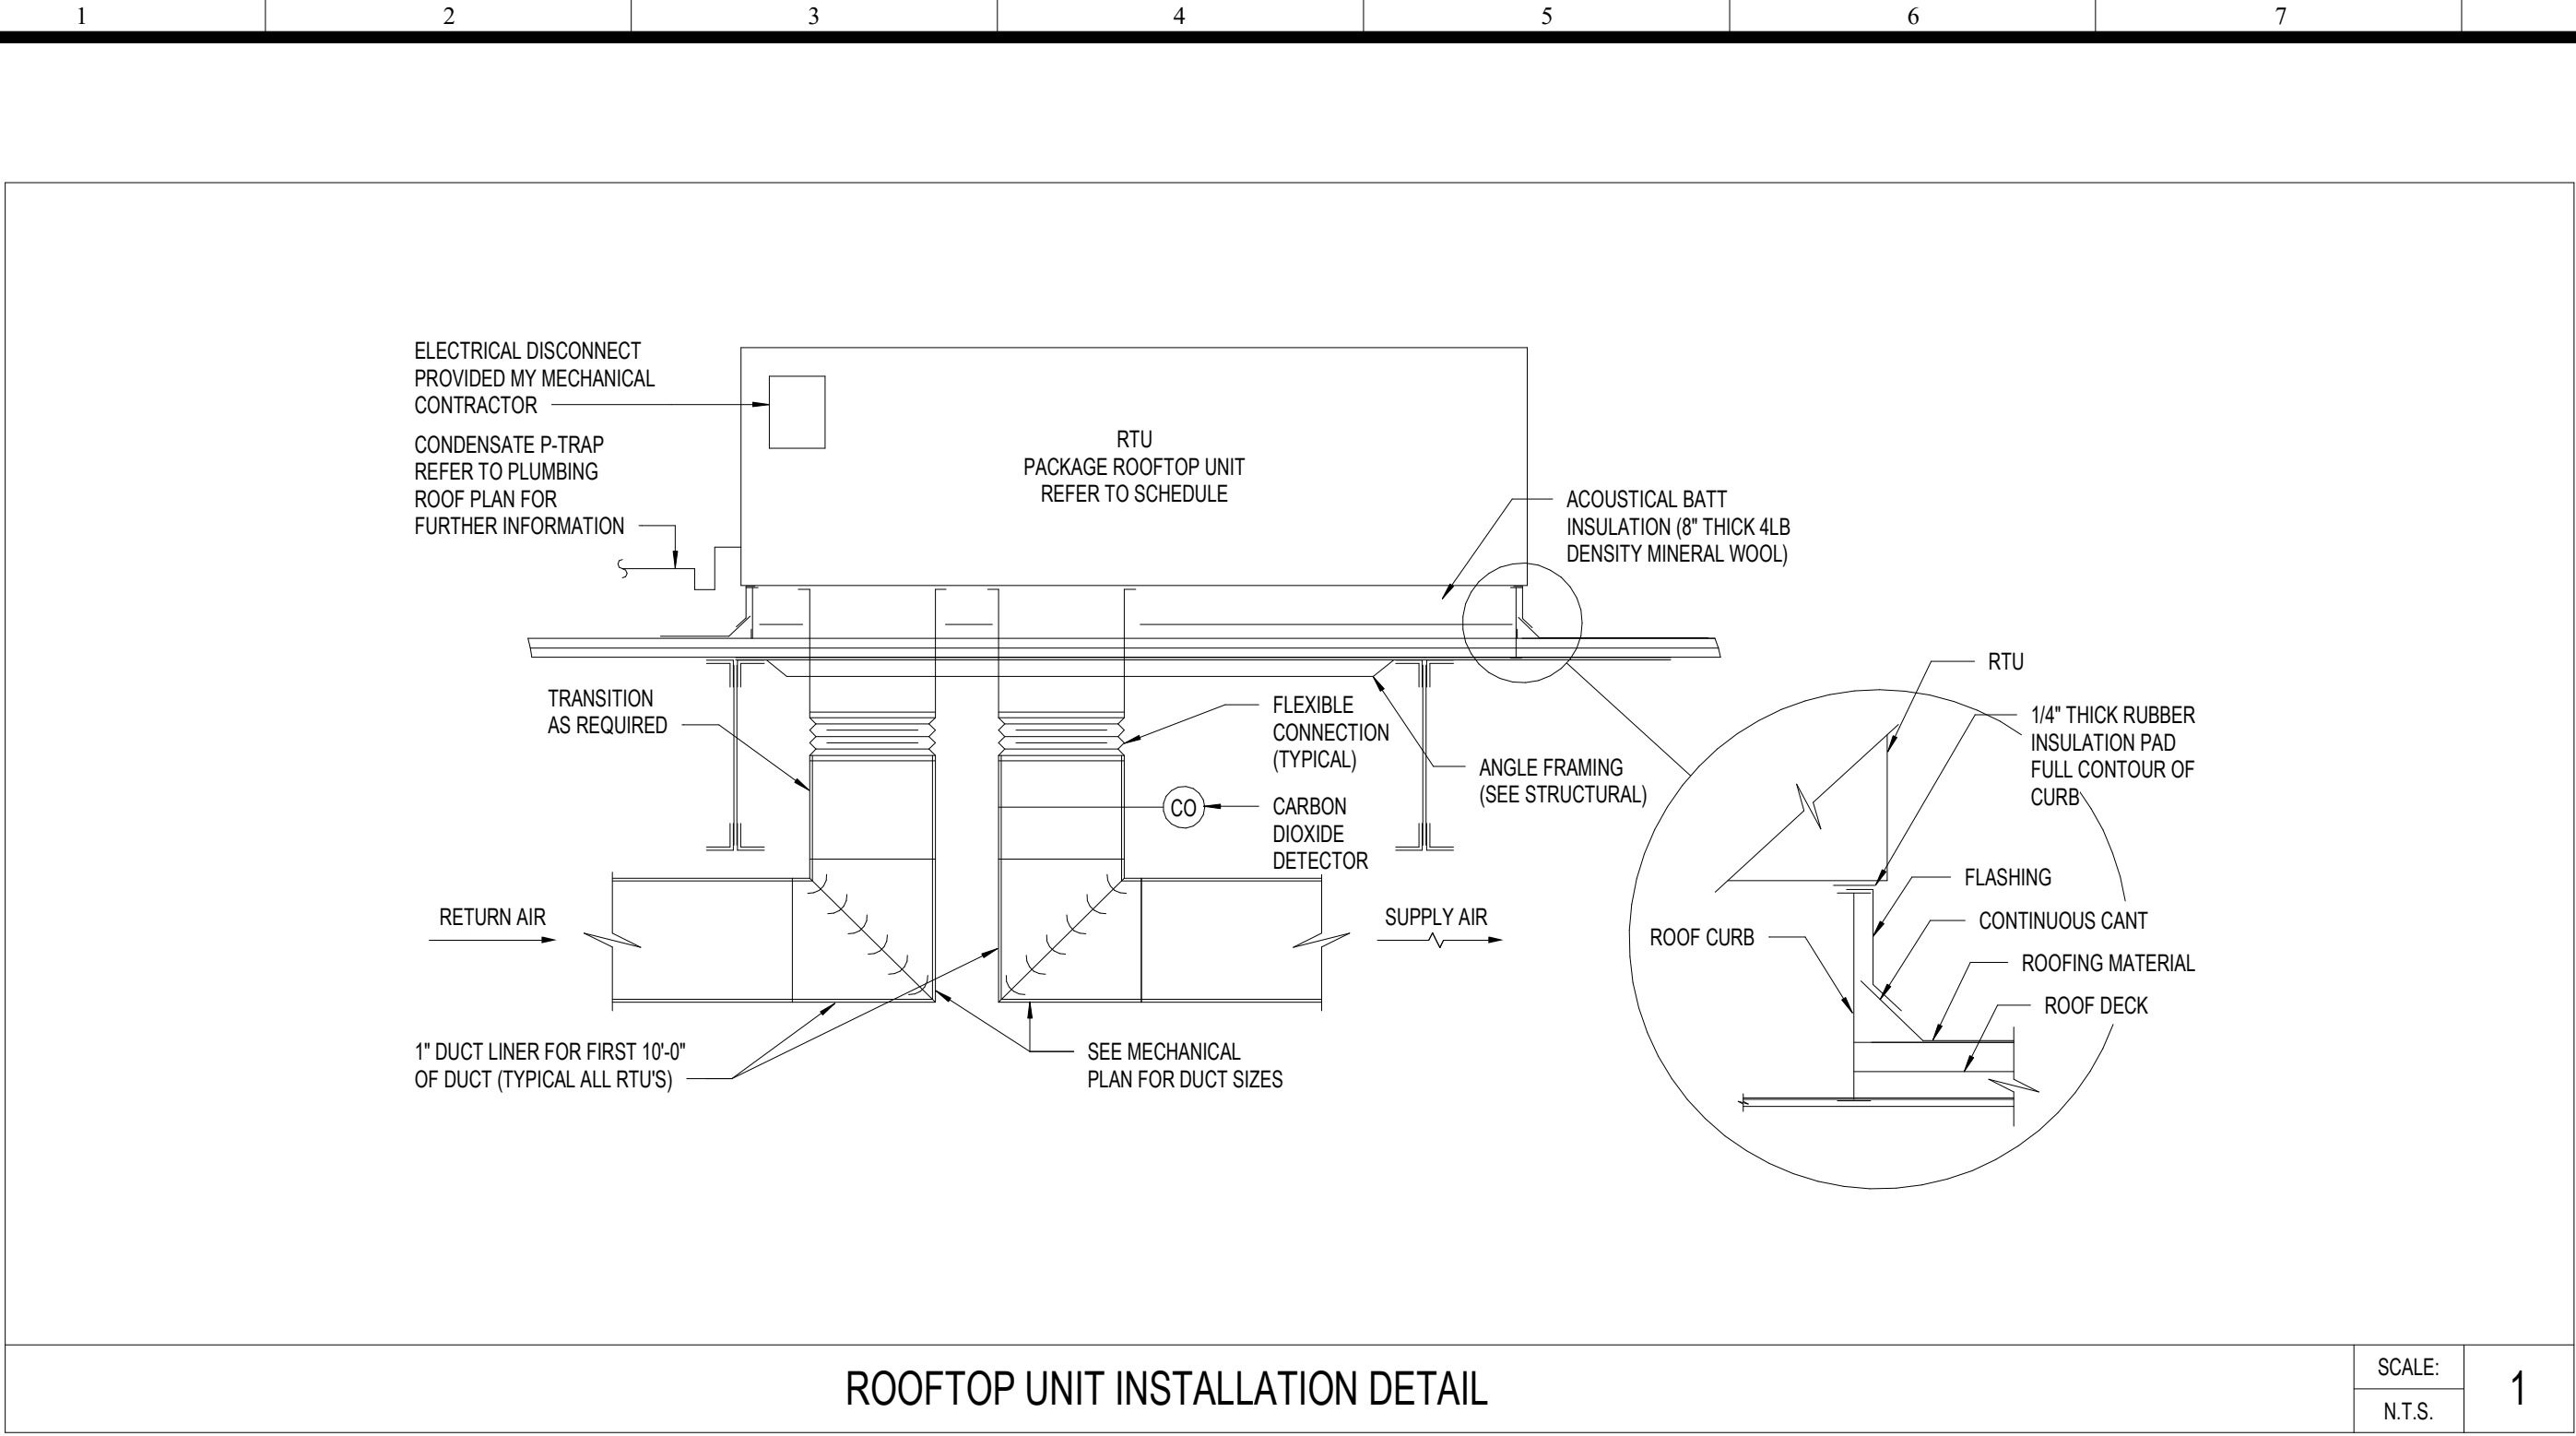 1 2 3 4 5 6 7
ELECTRICAL DISCONNECT
PROVIDED MY MECHANICAL
CONTRACTOR
CONDENSATE P-TRAP
REFER TO PLUMBING
ROOF PLAN FOR
FURTHER INFORMATION
RTU
PACKAGE ROOFTOP UNIT
REFER TO SCHEDULE
ACOUSTICAL BATT
INSULATION (8" THICK 4LB
DENSITY MINERAL WOOL)
TRANSITION
AS REQUIRED
FLEXIBLE
CONNECTION
(TYPICAL)
ANGLE FRAMING
(SEE STRUCTURAL)
CO
CARBON
DIOXIDE
DETECTOR
RETURN AIR
SUPPLY AIR
1" DUCT LINER FOR FIRST 10'-0"
OF DUCT (TYPICAL ALL RTU'S)
SEE MECHANICAL
PLAN FOR DUCT SIZES
RTU
1/4" THICK RUBBER
INSULATION PAD
FULL CONTOUR OF
CURB
FLASHING
CONTINUOUS CANT
ROOF CURB
ROOFING MATERIAL
ROOF DECK
ROOFTOP UNIT INSTALLATION DETAIL
SCALE:
N.T.S.
1